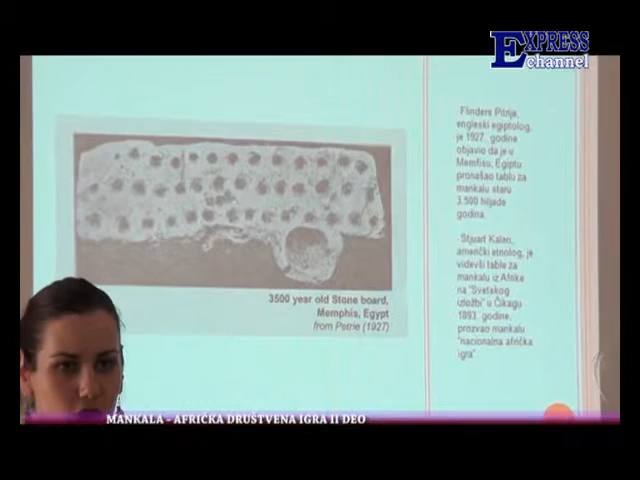 EXPRESS
channel
Flinders Pitrije,
engleski egiptolog,
je 1927. godine
objavio da je u
Memfisu, Egiptu
pronašao tablu za
mankalu staru
3.500 hiljade
godina.
Stjuart Kalen,
američki etnolog, je
videvši table za
mankalu iz Afrike
na "Svetskoj
izložbi" u Čikagu
1893. godine,
prozvao mankalu
"nacionalna afrička
igra"
3500 year old Stone board,
Memphis, Egypt
from Petrie (1927)
MANKALA - AFRIČKA DRUŠTVENA IGRA II DEO